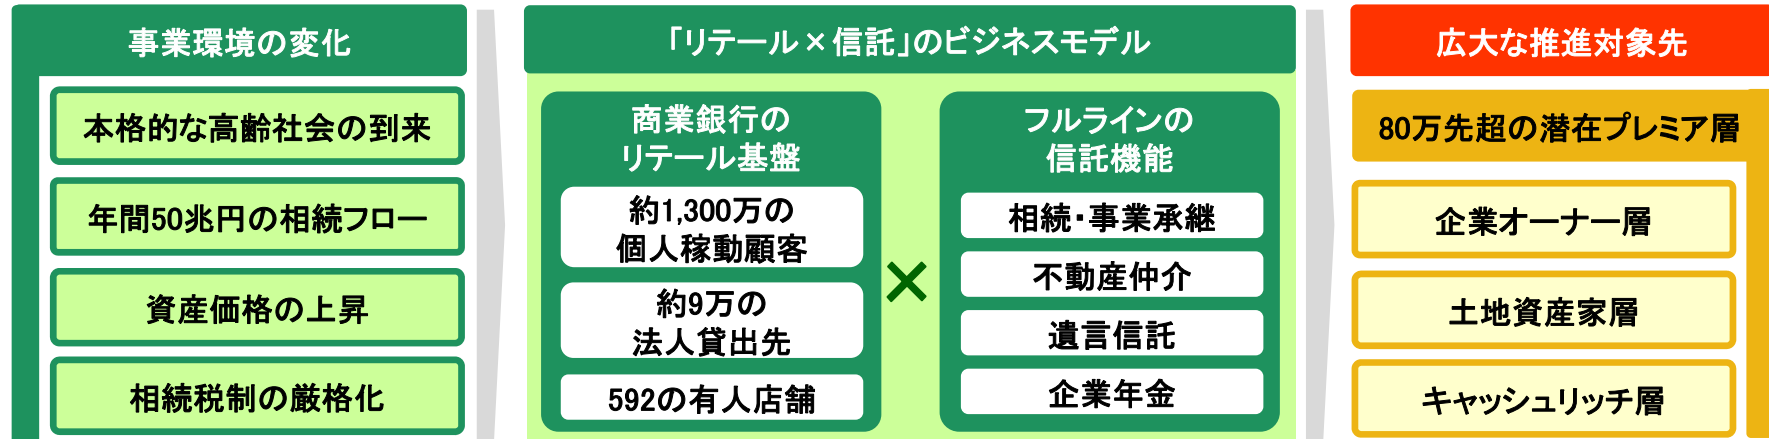 事業環境の変化
本格的な高齢社会の到来
年間50兆円の相続フロー
資産価格の上昇
相続税制の厳格化
「リテール×信託」のビジネスモデル
商業銀行の
リテール基盤
約1,300万の
個人稼動顧客
約9万の
法人貸出先
592の有人店舗
×
フルラインの
信託機能
相続・事業承継
不動産仲介
遺言信託
企業年金
広大な推進対象先
80万先超の潜在プレミア層
企業オーナー層
土地資産家層
キャッシュリッチ層